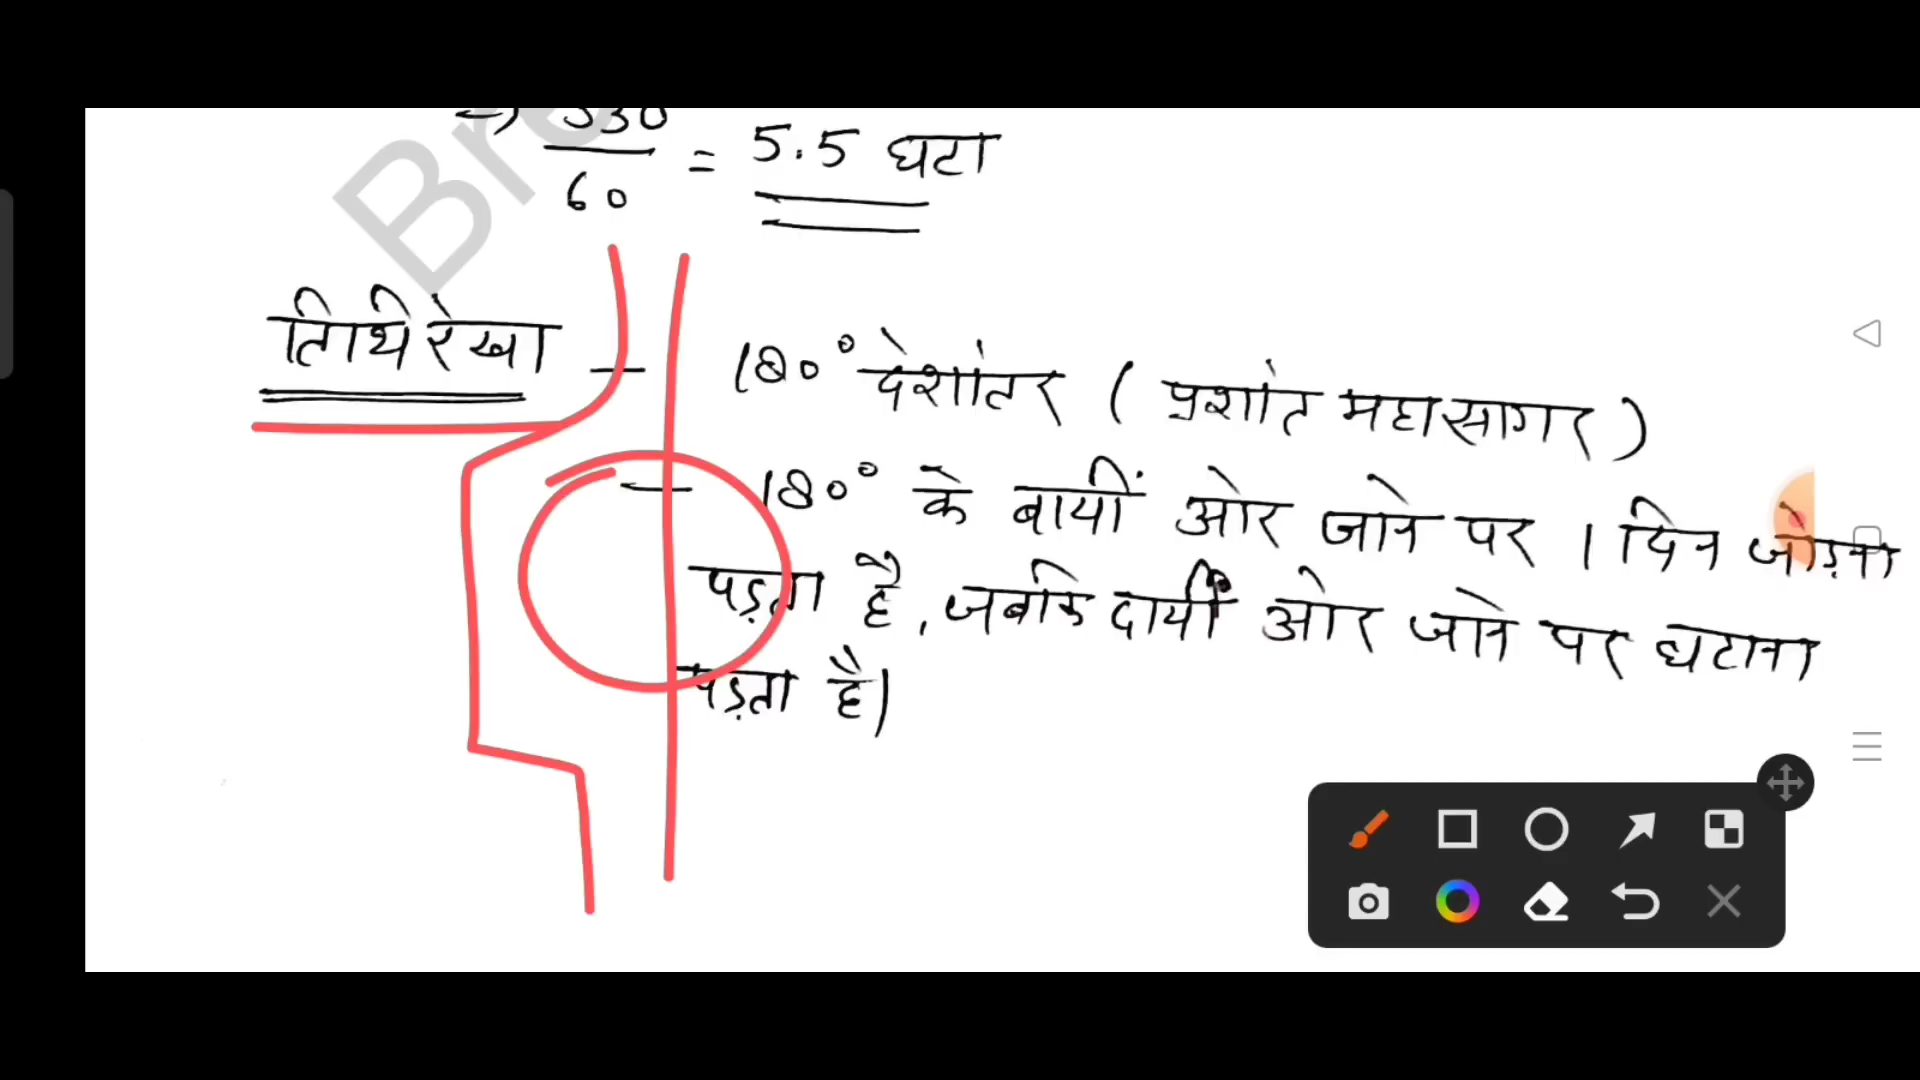 Bre
⇒ 330
60 = 5.5 घंटा
तिथि रेखा – 180° देशांतर ( प्रशांत महासागर )
– 180° के बायीं ओर जाने पर 1 दिन जोड़ना
पड़ता है, जबकि दायीं ओर जाने पर घटाना
पड़ता है।